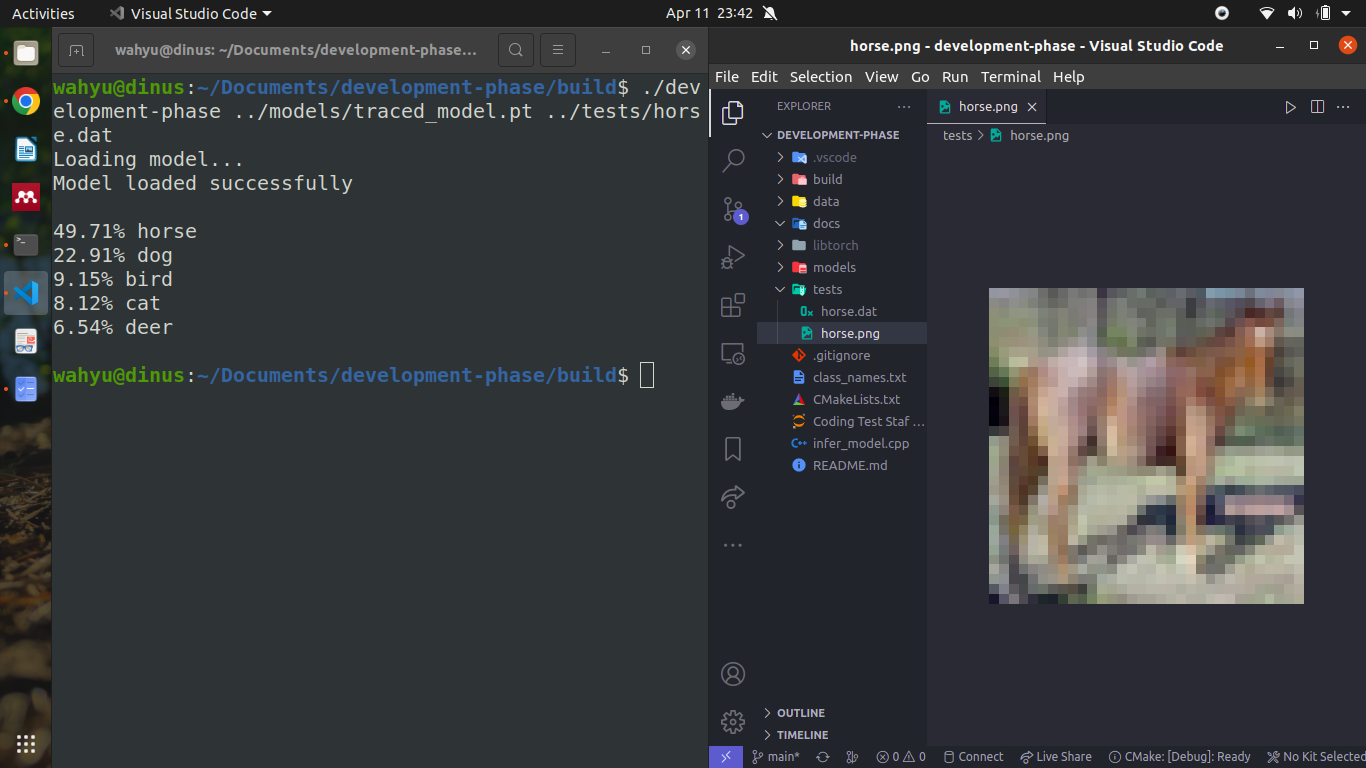 Activities
Visual Studio Code
Apr 11 23:42
wahyu@dinus: ~/Documents/development-phase...
wahyu@dinus:~/Documents/development-phase/build$ ./dev
elopment-phase ../models/traced_model.pt ../tests/hors
e.dat
Loading model...
Model loaded successfully
49.71% horse
22.91% dog
9.15% bird
8.12% cat
6.54% deer
wahyu@dinus:~/Documents/development-phase/build$
horse.png - development-phase - Visual Studio Code
File Edit Selection View Go Run Terminal Help
EXPLORER
DEVELOPMENT-PHASE
.vscode
build
data
docs
libtorch
models
tests
horse.dat
horse.png
.gitignore
class_names.txt
CMakeLists.txt
Coding Test Staf ...
infer_model.cpp
README.md
OUTLINE
TIMELINE
horse.png
tests > horse.png
1
main*
0 0
Connect
Live Share
CMake: [Debug]: Ready
No Kit Selected